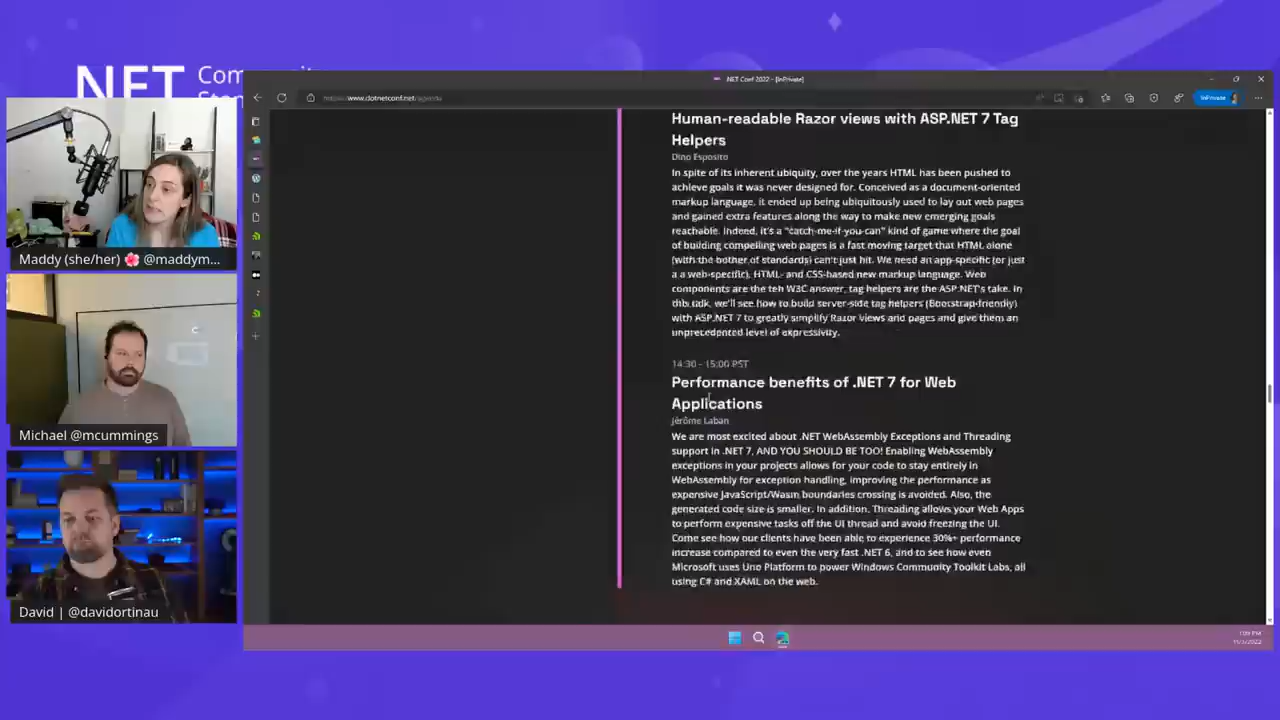 .NET
Maddy (she/her) 🌸 @maddym...
Michael @mcummings
David | @davidortinau
.NET Conf 2022 - [InPrivate]
www.dotnetconf.net/agenda
InPrivate
Human-readable Razor views with ASP.NET 7 Tag
Helpers
Dino Esposito
In spite of its inherent ubiquity, over the years HTML has been pushed to
achieve goals it was never designed for. Conceived as a document-oriented
markup language, it ended up being ubiquitously used to lay out web pages
and gained extra features along the way to make new emerging goals
reachable. Indeed, it's a "catch-me-if-you-can" kind of game where the goal
of building compelling web pages is a fast moving target that HTML alone
(with the bother of standards) can't just hit. We need an app-specific (or just
a a web-specific), HTML- and CSS-based new markup language. Web
components are the teh W3C answer, tag helpers are the ASP.NET's take. In
this talk, we'll see how to build server-side tag helpers (Bootstrap-friendly)
with ASP.NET 7 to greatly simplify Razor views and pages and give them an
unprecedented level of expressivity.
14:30 - 15:00 PST
Performance benefits of .NET 7 for Web
Applications
Jérôme Laban
We are most excited about .NET WebAssembly Exceptions and Threading
support in .NET 7, AND YOU SHOULD BE TOO! Enabling WebAssembly
exceptions in your projects allows for your code to stay entirely in
WebAssembly for exception handling, improving the performance as
expensive JavaScript/Wasm boundaries crossing is avoided. Also, the
generated code size is smaller. In addition, Threading allows your Web Apps
to perform expensive tasks off the UI thread and avoid freezing the UI.
Come see how our clients have been able to experience 30%+ performance
increase compared to even the very fast .NET 6, and to see how even
Microsoft uses Uno Platform to power Windows Community Toolkit Labs, all
using C# and XAML on the web.
1:09 PM